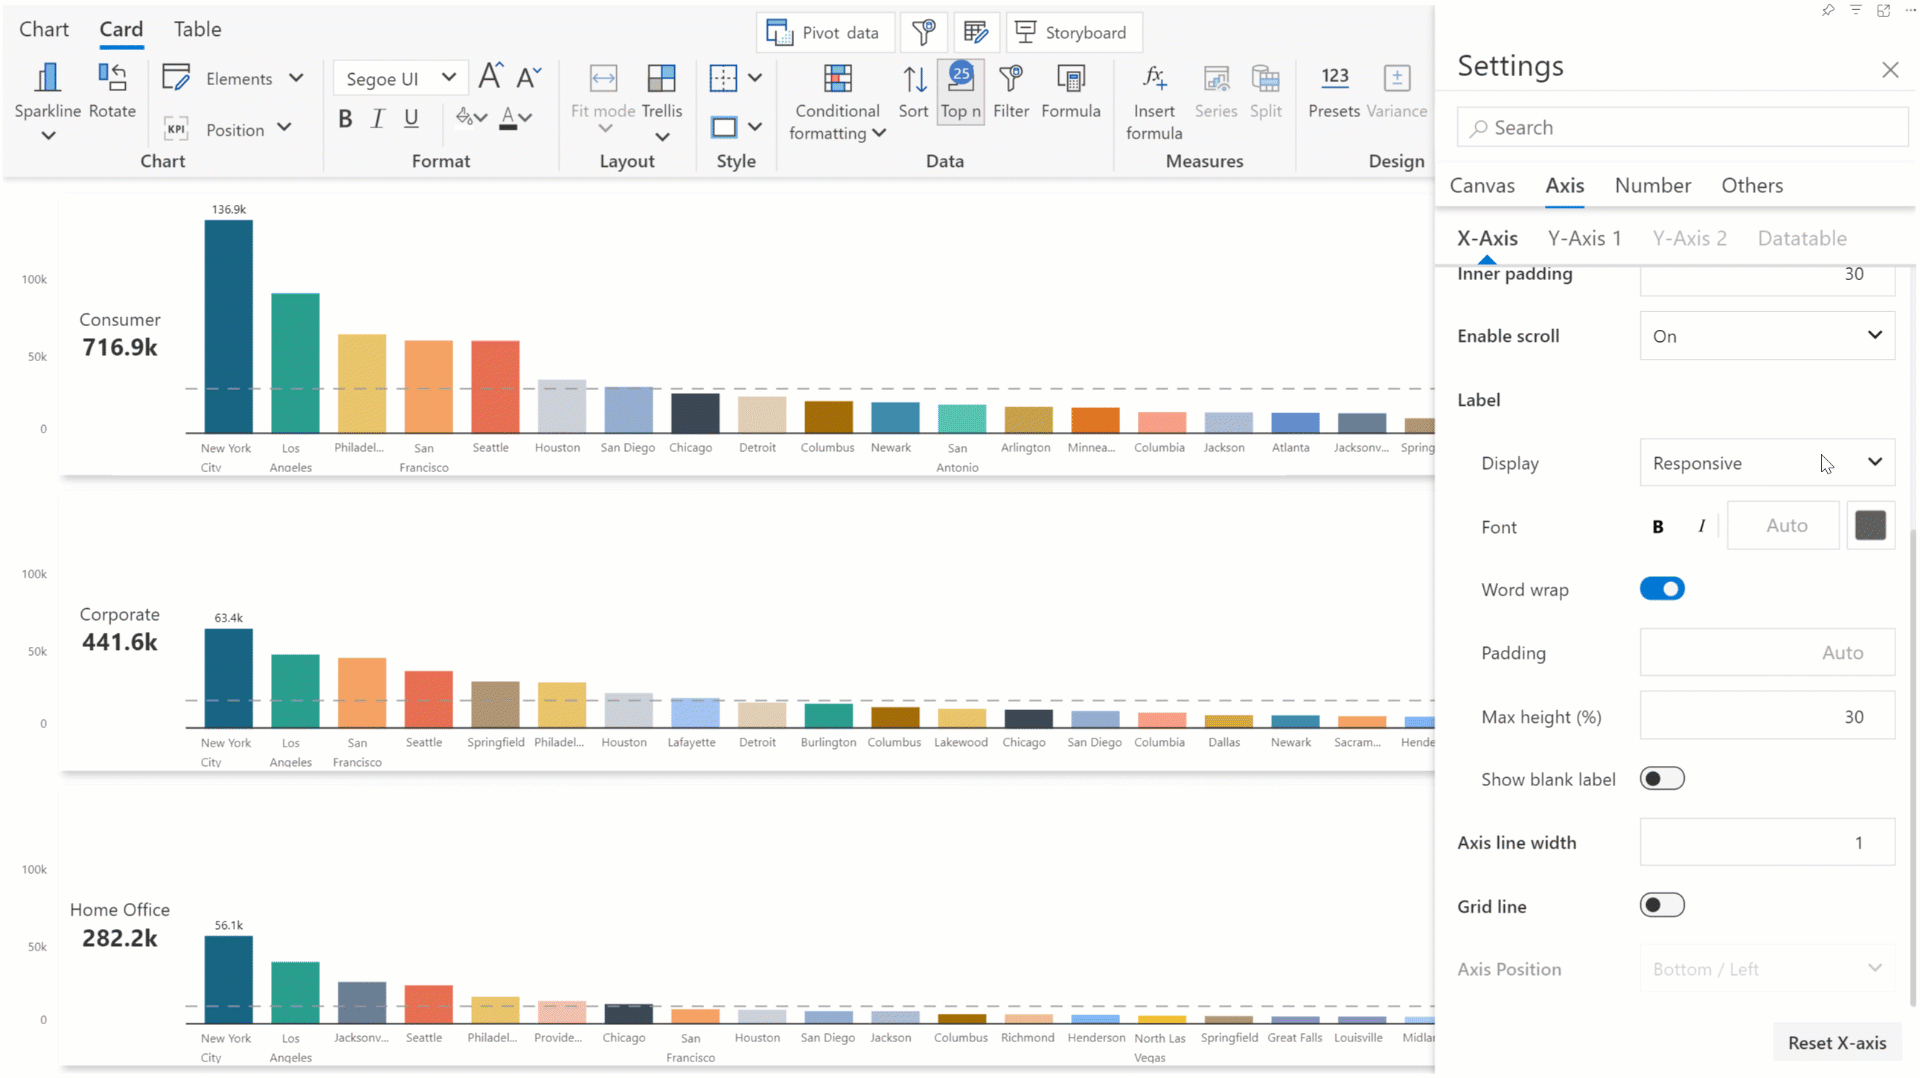 Chart Card Table
Pivot data Storyboard
Sparkline Rotate Elements Position KPI
Chart
Segoe UI A A
B I U A
Format
Fit mode Trellis
Layout
Style
Conditional formatting Sort 25 Top n Filter Formula
Data
fx Insert formula Series Split
Measures
123 Presets Variance
Design
136.9k
100k
50k
0
Consumer
716.9k
New York City Los Angeles Philadel... San Francisco Seattle Houston San Diego Chicago Detroit Columbus Newark San Antonio Arlington Minnea... Columbia Jackson Atlanta Jacksonv... Spring
63.4k
100k
50k
0
Corporate
441.6k
New York City Los Angeles San Francisco Seattle Springfield Philadel... Houston Lafayette Detroit Burlington Columbus Lakewood Chicago San Diego Columbia Dallas Newark Sacram... Hende
56.1k
100k
50k
0
Home Office
282.2k
New York City Los Angeles Jacksonv... Seattle Philadel... Provide... Chicago San Francisco Houston San Diego Jackson Columbus Richmond Henderson North Las Vegas Springfield Great Falls Louisville Midlan
Settings
Search
Canvas Axis Number Others
X-Axis Y-Axis 1 Y-Axis 2 Datatable
Inner padding 30
Enable scroll On
Label
Display Responsive
Font B I Auto
Word wrap
Padding Auto
Max height (%) 30
Show blank label
Axis line width 1
Grid line
Axis Position Bottom / Left
Reset X-axis